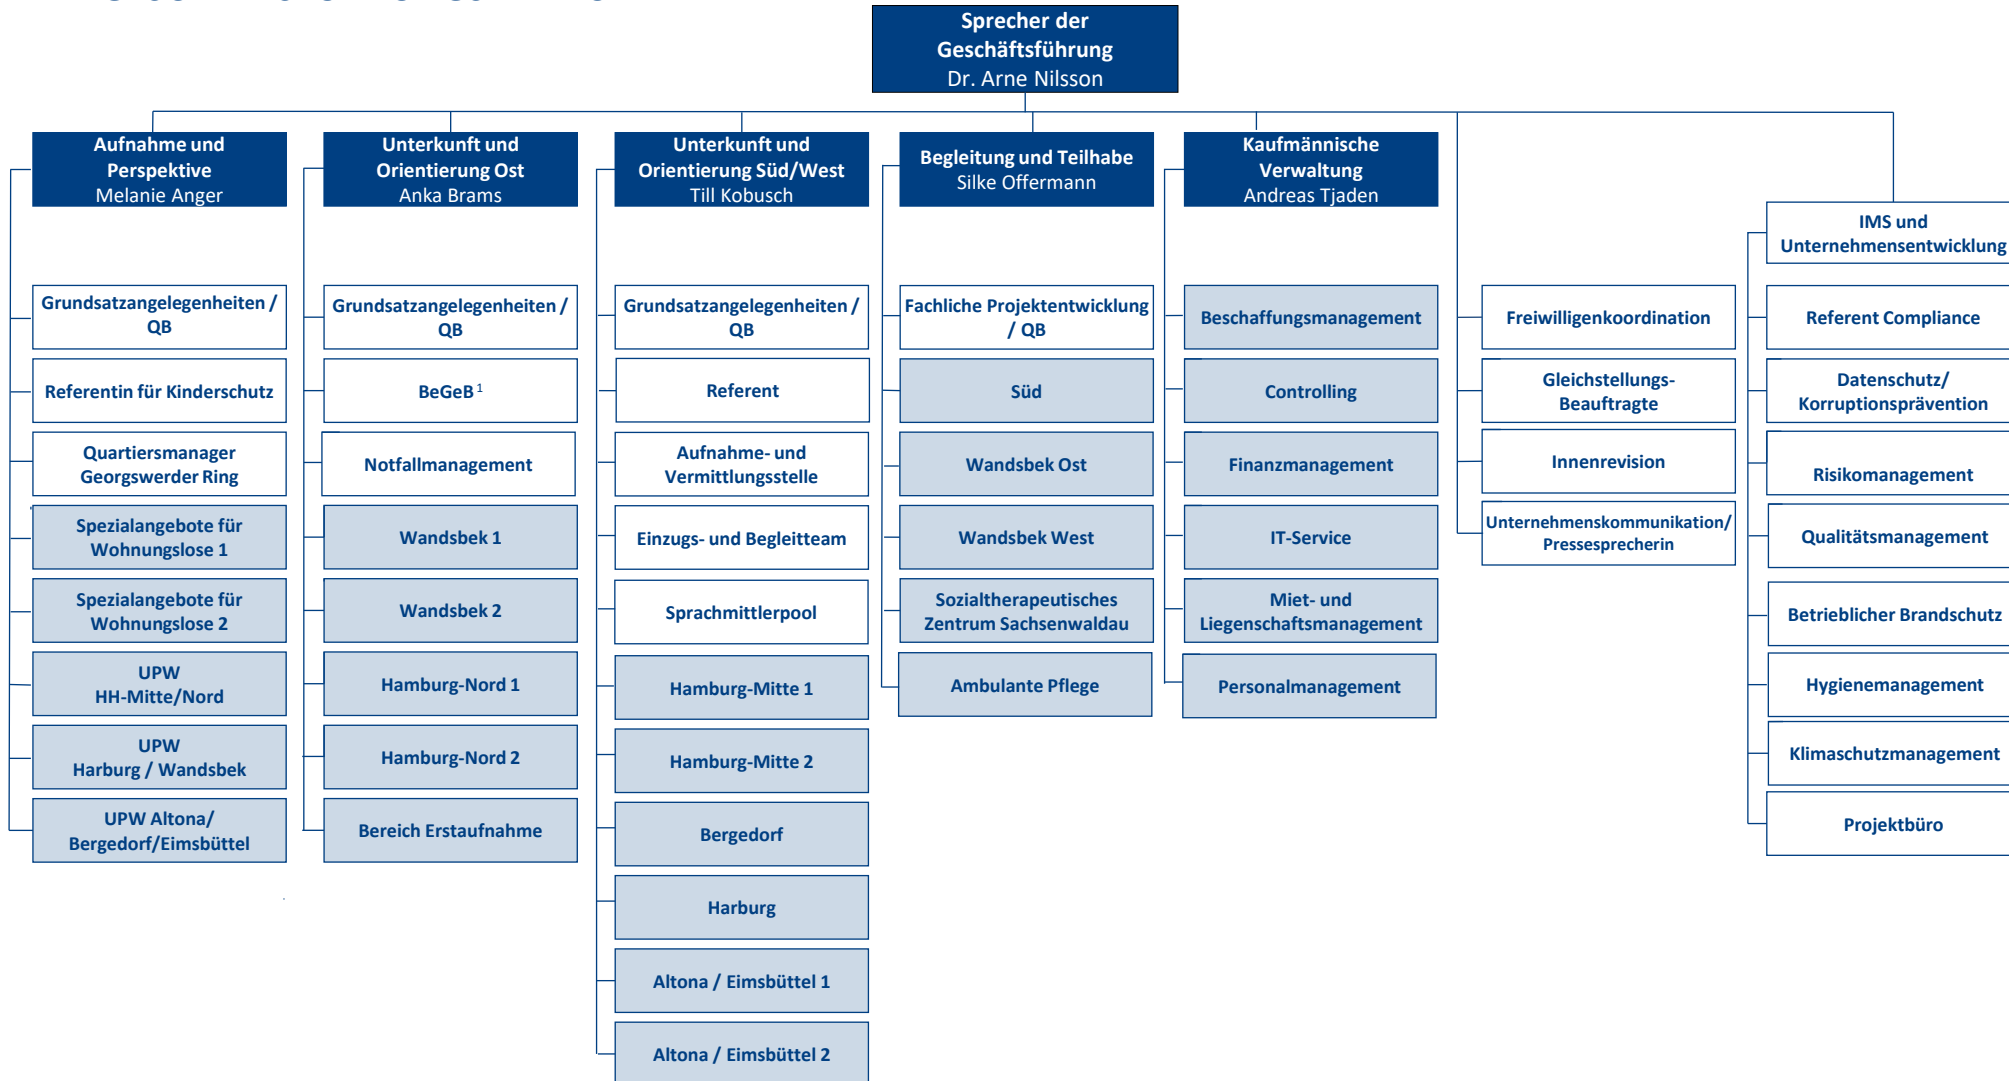 Sprecher der
Geschäftsführung
Dr. Arne Nilsson
Aufnahme und
Perspektive
Melanie Anger
Grundsatzangelegenheiten /
QB
Referentin für Kinderschutz
Quartiersmanager
Georgswerder Ring
Spezialangebote für
Wohnungslose 1
Spezialangebote für
Wohnungslose 2
UPW
HH-Mitte/Nord
UPW
Harburg / Wandsbek
UPW Altona/
Bergedorf/Eimsbüttel
Unterkunft und
Orientierung Ost
Anka Brams
Grundsatzangelegenheiten /
QB
BeGeB ¹
Notfallmanagement
Wandsbek 1
Wandsbek 2
Hamburg-Nord 1
Hamburg-Nord 2
Bereich Erstaufnahme
Unterkunft und
Orientierung Süd/West
Till Kobusch
Grundsatzangelegenheiten /
QB
Referent
Aufnahme- und
Vermittlungsstelle
Einzugs- und Begleitteam
Sprachmittlerpool
Hamburg-Mitte 1
Hamburg-Mitte 2
Bergedorf
Harburg
Altona / Eimsbüttel 1
Altona / Eimsbüttel 2
Begleitung und Teilhabe
Silke Offermann
Fachliche Projektentwicklung
/ QB
Süd
Wandsbek Ost
Wandsbek West
Sozialtherapeutisches
Zentrum Sachsenwaldau
Ambulante Pflege
Kaufmännische
Verwaltung
Andreas Tjaden
Beschaffungsmanagement
Controlling
Finanzmanagement
IT-Service
Miet- und
Liegenschaftsmanagement
Personalmanagement
Freiwilligenkoordination
Gleichstellungs-
Beauftragte
Innenrevision
Unternehmenskommunikation/
Pressesprecherin
IMS und
Unternehmensentwicklung
Referent Compliance
Datenschutz/
Korruptionsprävention
Risikomanagement
Qualitätsmanagement
Betrieblicher Brandschutz
Hygienemanagement
Klimaschutzmanagement
Projektbüro